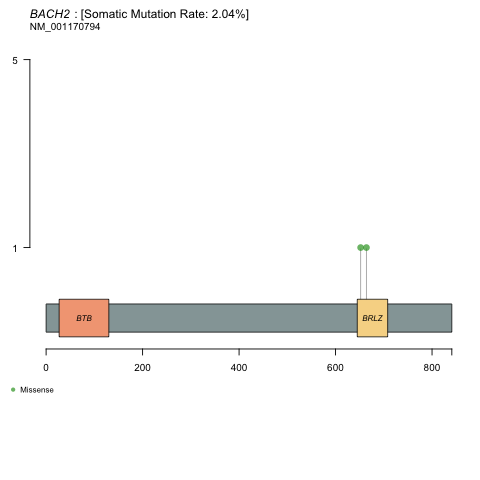 BACH2 : [Somatic Mutation Rate: 2.04%]
NM_001170794
5
1
BTB
BRLZ
0 200 400 600 800
Missense